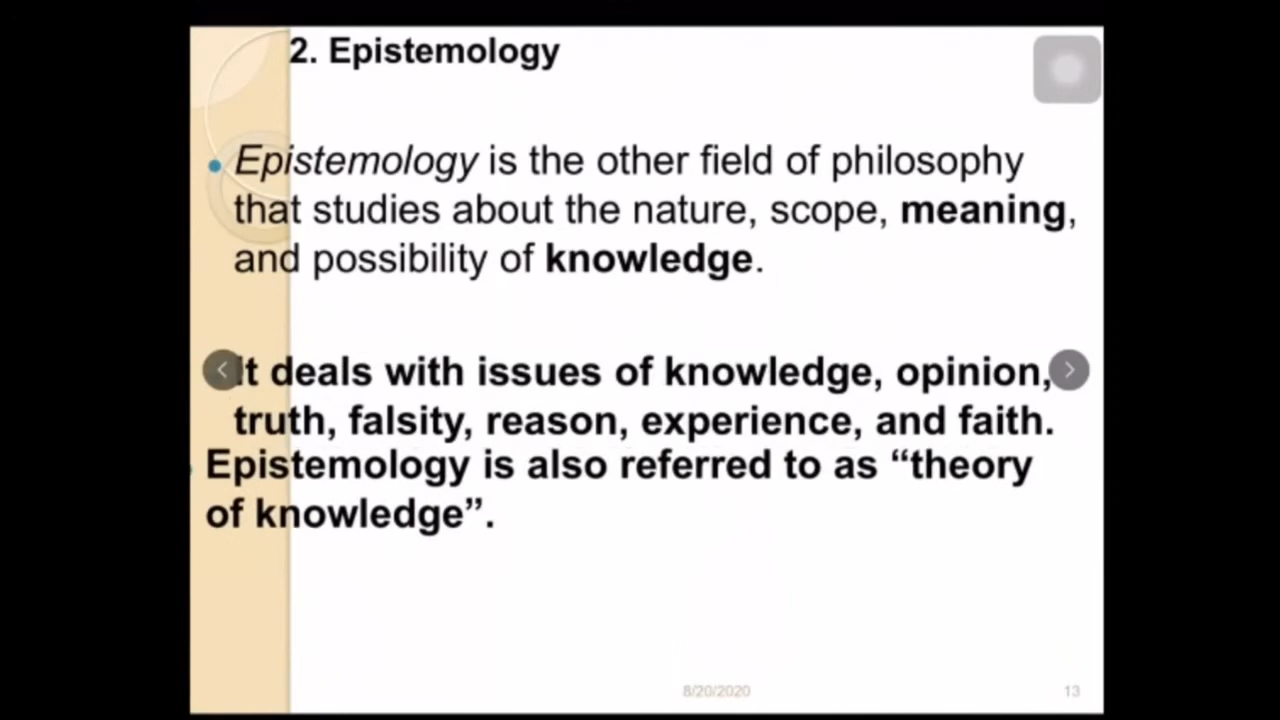 2. Epistemology
Epistemology is the other field of philosophy
that studies about the nature, scope, meaning,
and possibility of knowledge.
It deals with issues of knowledge, opinion,
truth, falsity, reason, experience, and faith.
Epistemology is also referred to as “theory
of knowledge”.
8/20/2020
13